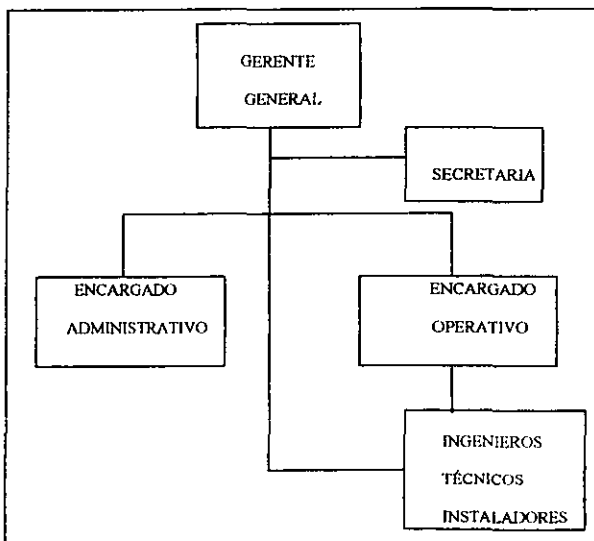 GERENTE
GENERAL
SECRETARIA
ENCARGADO
ADMINISTRATIVO
ENCARGADO
OPERATIVO
INGENIEROS
TÉCNICOS
INSTALADORES